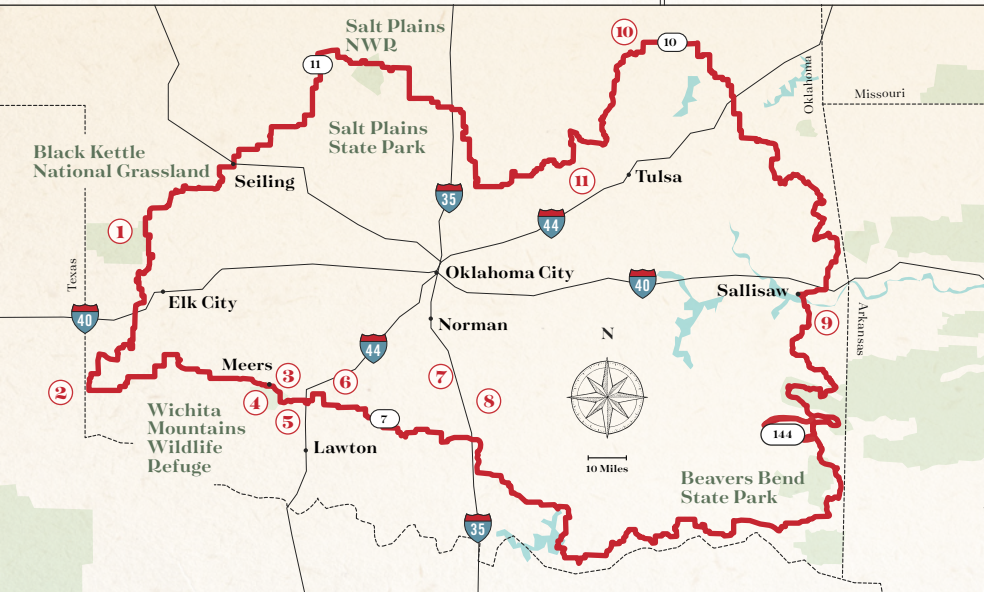 Salt Plains
NWR
10
10
11
Oklahoma
Missouri
Salt Plains
State Park
Black Kettle
National Grassland
Seiling
11
Tulsa
35
44
1
Texas
Oklahoma City
Elk City
40
Sallisaw
40
Norman
9
Arkansas
N
44
Meers
3
6
7
2
4
8
5
7
Wichita
Mountains
Wildlife
Refuge
144
Lawton
10 Miles
Beavers Bend
State Park
35